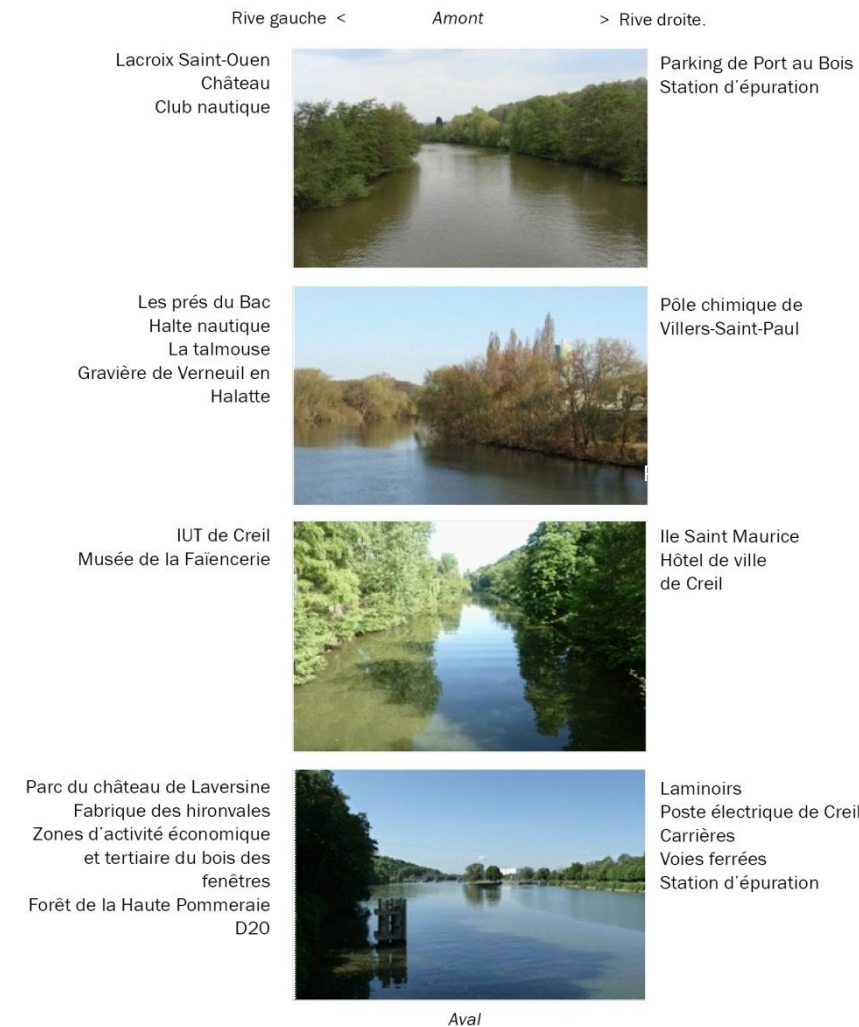 Rive gauche < Amont > Rive droite.
Lacroix Saint-Ouen
Château
Club nautique
Parking de Port au Bois
Station d'épuration
Les prés du Bac
Halte nautique
La talmouse
Gravière de Verneuil en
Halatte
Pôle chimique de
Villers-Saint-Paul
IUT de Creil
Musée de la Faïencerie
Ile Saint Maurice
Hôtel de ville
de Creil
Parc du château de Laversine
Fabrique des hironvales
Zones d'activité économique
et tertiaire du bois des
fenêtres
Forêt de la Haute Pommeraie
D20
Laminoirs
Poste électrique de Creil
Carrières
Voies ferrées
Station d'épuration
Aval